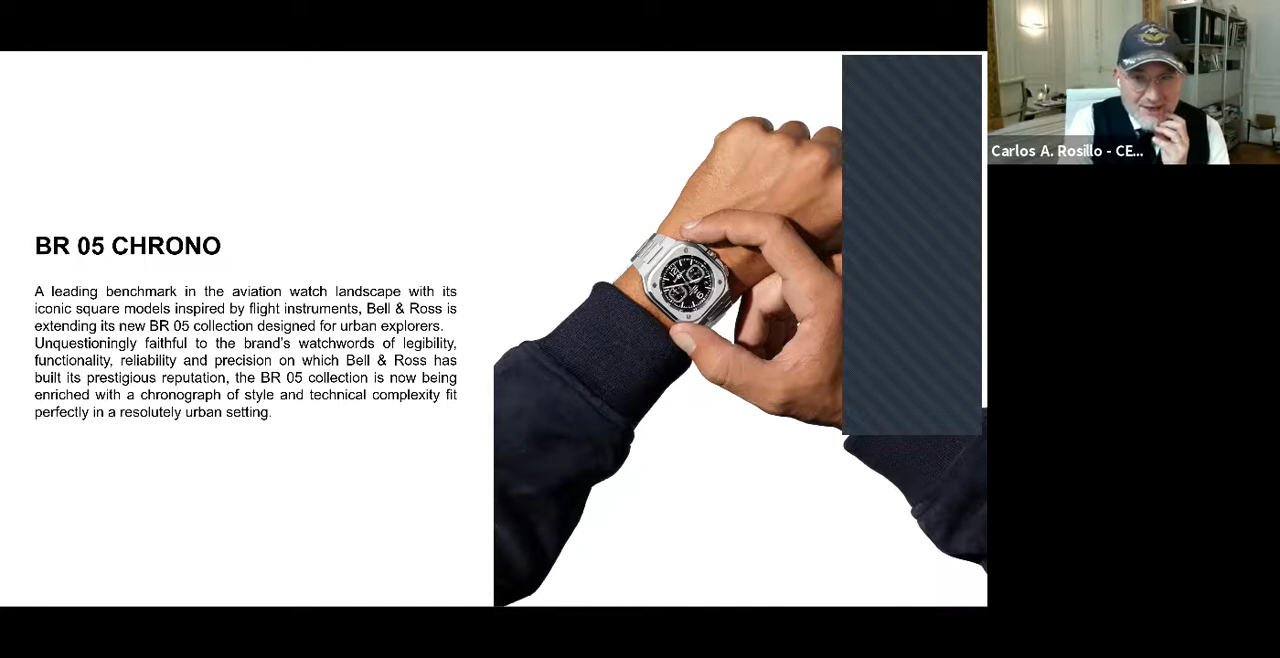 BR 05 CHRONO
A leading benchmark in the aviation watch landscape with its
iconic square models inspired by flight instruments, Bell & Ross is
extending its new BR 05 collection designed for urban explorers.
Unquestioningly faithful to the brand's watchwords of legibility,
functionality, reliability and precision on which Bell & Ross has
built its prestigious reputation, the BR 05 collection is now being
enriched with a chronograph of style and technical complexity fit
perfectly in a resolutely urban setting.
Carlos A. Rosillo - CE...